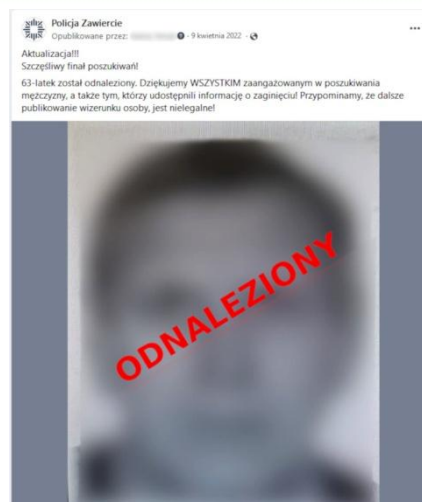 Policja Zawiercie
Opublikowane przez: · 9 kwietnia 2022 ·
Aktualizacja!!!
Szczęśliwy finał poszukiwań!
63-latek został odnaleziony. Dziękujemy WSZYSTKIM zaangażowanym w poszukiwania
mężczyzny, a także tym, którzy udostępnili informację o zaginięciu! Przypominamy, że dalsze
publikowanie wizerunku osoby, jest nielegalne!
ODNALEZIONY